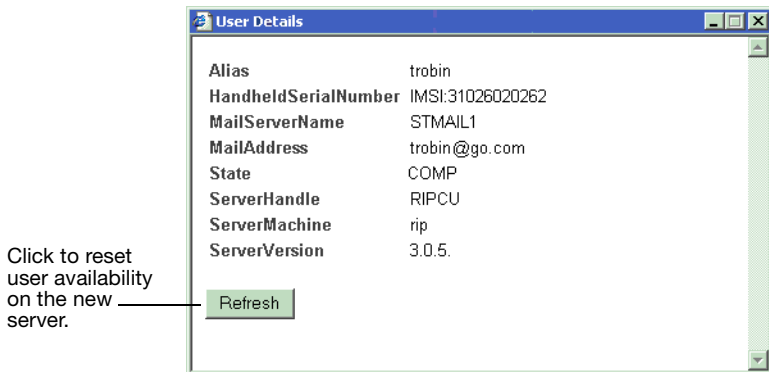 User Details
Alias trobin
HandheldSerialNumber IMSI:31026020262
MailServerName STMAIL1
MailAddress trobin@go.com
State COMP
ServerHandle RIPCU
ServerMachine rip
ServerVersion 3.0.5.
Click to reset
user availability
on the new
server.
Refresh